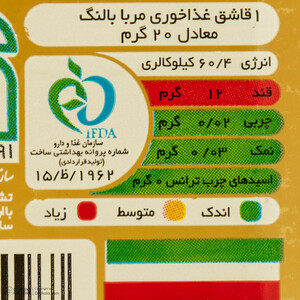 ۱ قاشق غذاخوری مربا بالنگ
معادل ۲۰ گرم
انرژی ۶۰/۴ کیلوکالری
قند ۱۲ گرم
چربی ۰/۰۲ گرم
نمک ۰/۰۳ گرم
اسیدهای چرب ترانس ۰ گرم
IFDA
سازمان غذا و دارو
شماره پروانه بهداشتی ساخت
(تولید قراردادی)
۱۵/ظ/۱۹۶۲
اندک متوسط زیاد